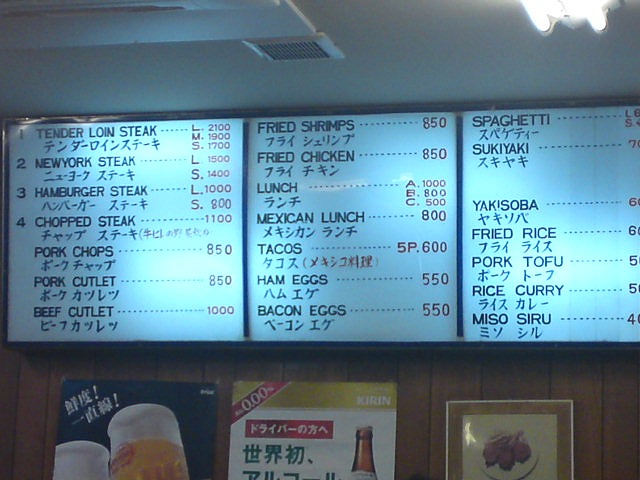 1 TENDER LOIN STEAK L. 2100
M. 1900
テンダーロインステーキ S. 1700
2 NEWYORK STEAK L 1500
ニューヨーク ステーキ S. 1400
3 HAMBURGER STEAK L. 1000
ハンバーガー ステーキ S. 800
4 CHOPPED STEAK 1100
チャップ ステーキ
PORK CHOPS 850
ポークチャップ
PORK CUTLET 850
ポークカツレツ
BEEF CUTLET 1000
ビーフカツレツ
FRIED SHRIMPS 850
フライ シュリンプ
FRIED CHICKEN 850
フライ チキン
LUNCH A. 1000
ランチ B. 800
C. 500
MEXICAN LUNCH 800
メキシカン ランチ
TACOS 5P. 600
タコス (メキシコ料理)
HAM EGGS 550
ハム エグ
BACON EGGS 550
ベーコン エグ
SPAGHETTI L
スパゲティー S.
SUKIYAKI
スキヤキ
YAKISOBA
ヤキソバ
FRIED RICE
フライ ライス
PORK TOFU
ポーク トーフ
RICE CURRY
ライス カレー
MISO SIRU
ミソ シル
鮮度!
一直線!
0.00%
KIRIN
ドライバーの方へ
世界初、
アルコール